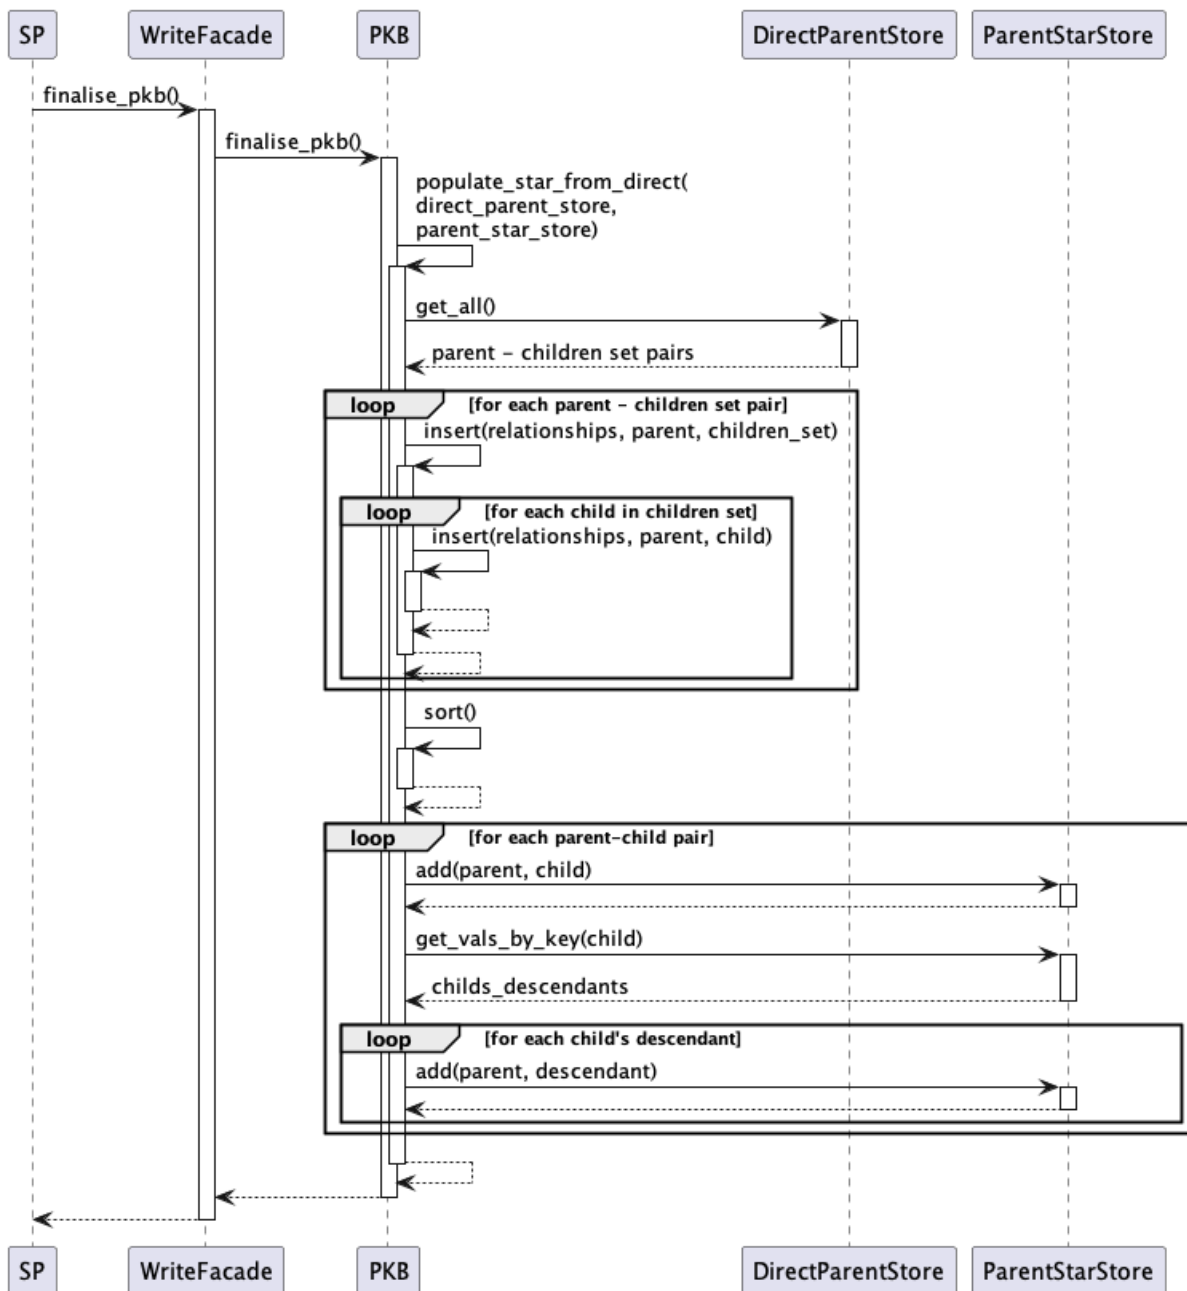 SP
WriteFacade
PKB
DirectParentStore
ParentStarStore
finalise_pkb()
finalise_pkb()
populate_star_from_direct(
direct_parent_store,
parent_star_store)
get_all()
parent - children set pairs
loop
[for each parent - children set pair]
insert(relationships, parent, children_set)
loop
[for each child in children set]
insert(relationships, parent, child)
sort()
loop
[for each parent-child pair]
add(parent, child)
get_vals_by_key(child)
childs_descendants
loop
[for each child's descendant]
add(parent, descendant)
SP
WriteFacade
PKB
DirectParentStore
ParentStarStore